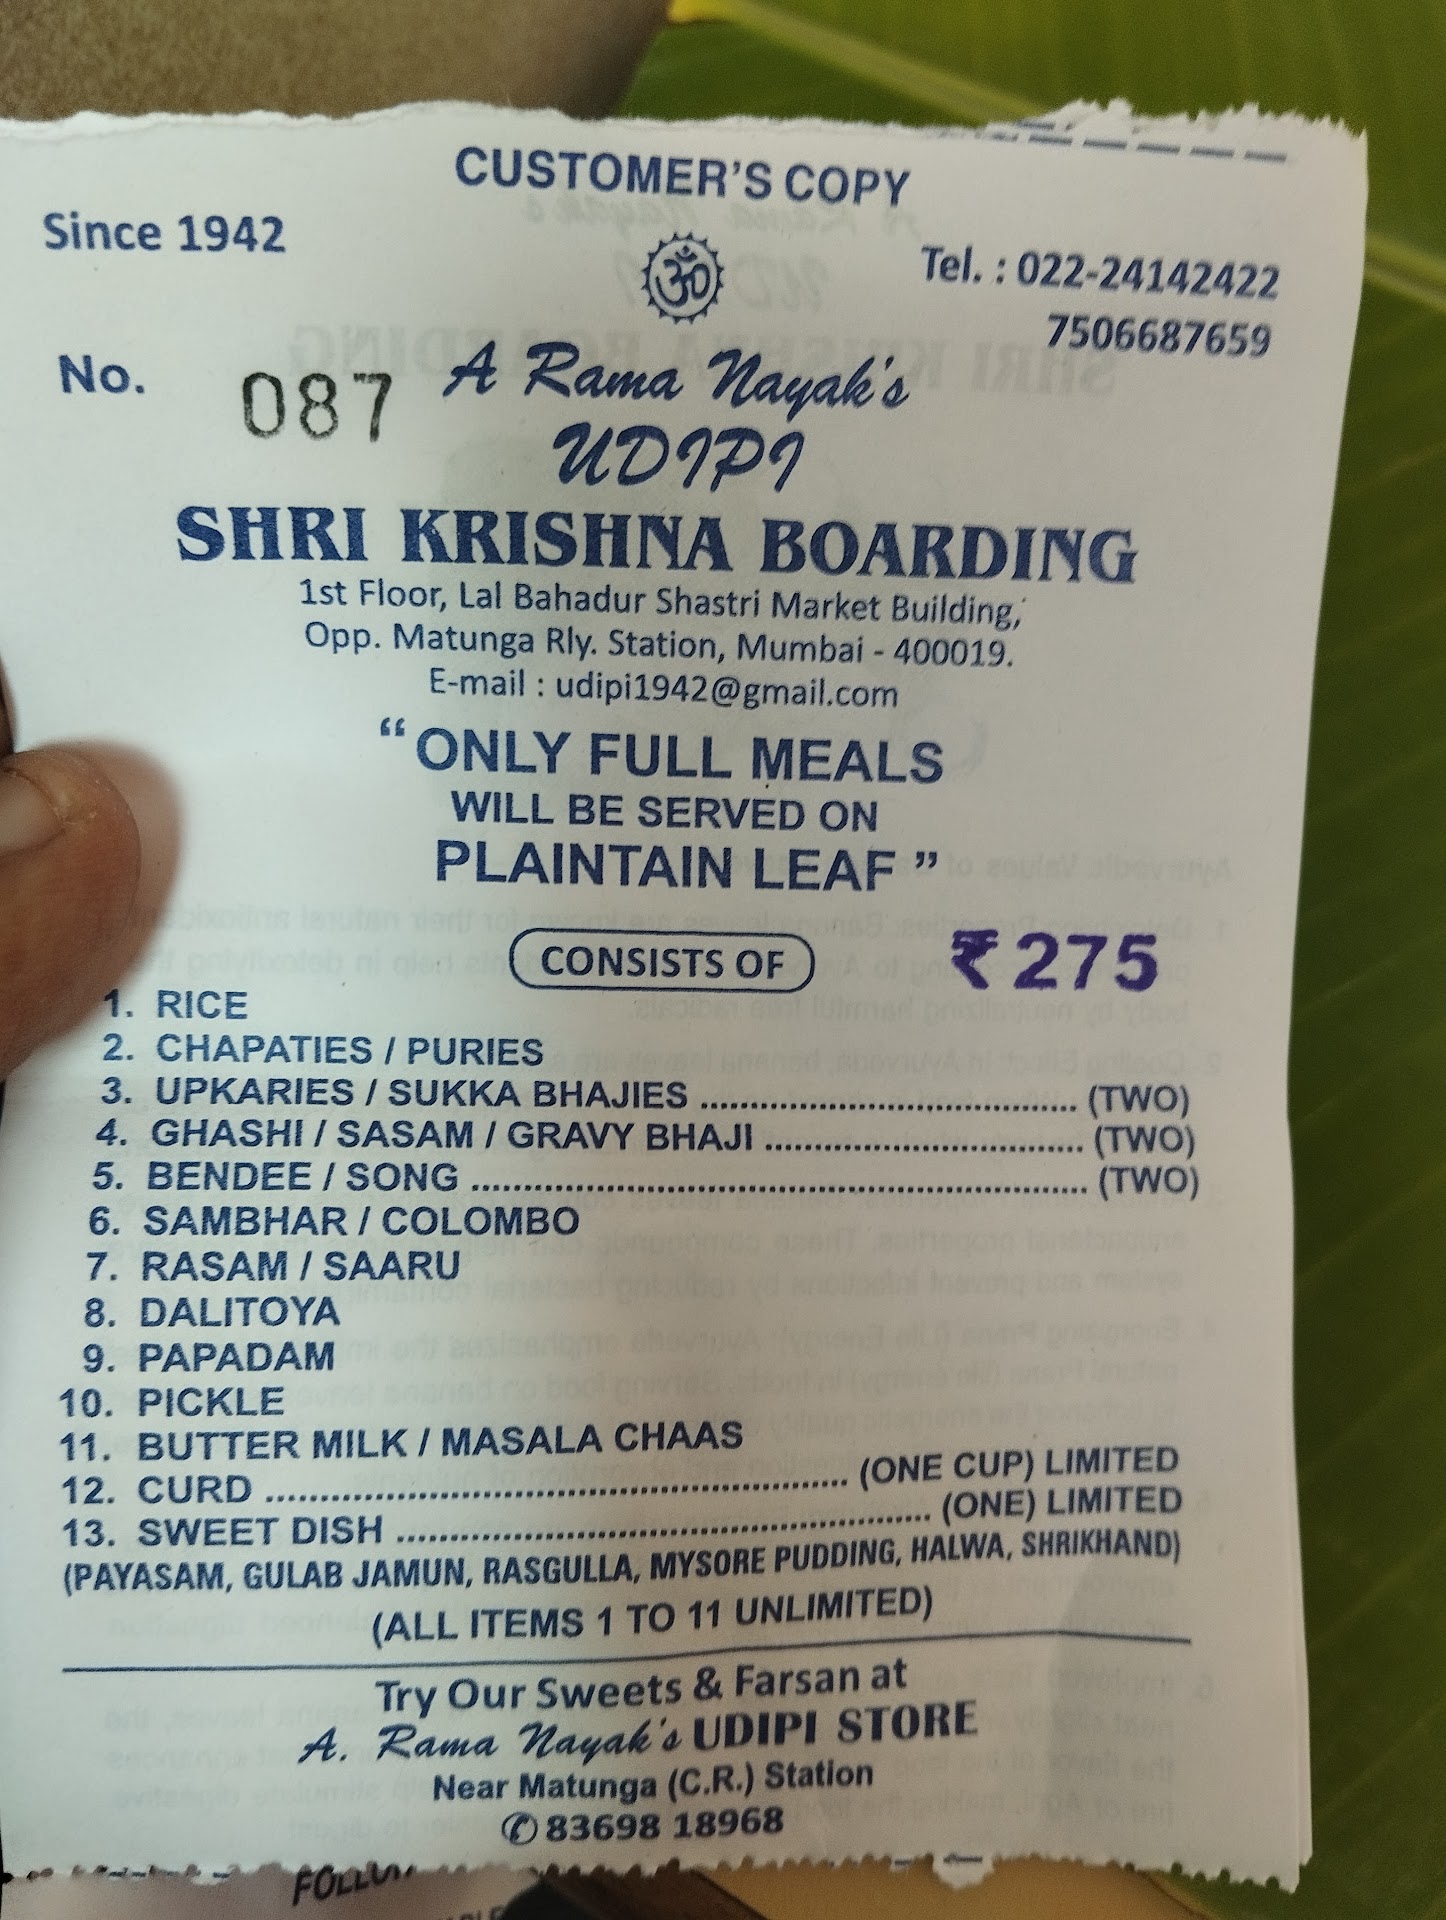 CUSTOMER'S COPY
Since 1942
ॐ
Tel. : 022-24142422
7506687659
No. 087
A Rama Nayak's
UDIPI
SHRI KRISHNA BOARDING
1st Floor, Lal Bahadur Shastri Market Building,
Opp. Matunga Rly. Station, Mumbai - 400019.
E-mail : udipi1942@gmail.com
“ONLY FULL MEALS
WILL BE SERVED ON
PLAINTAIN LEAF”
CONSISTS OF
₹275
1. RICE
2. CHAPATIES / PURIES
3. UPKARIES / SUKKA BHAJIES ...................................... (TWO)
4. GHASHI / SASAM / GRAVY BHAJI ................................ (TWO)
5. BENDEE / SONG .............................................................. (TWO)
6. SAMBHAR / COLOMBO
7. RASAM / SAARU
8. DALITOYA
9. PAPADAM
10. PICKLE
11. BUTTER MILK / MASALA CHAAS
12. CURD ........................................................ (ONE CUP) LIMITED
13. SWEET DISH .................................................... (ONE) LIMITED
(PAYASAM, GULAB JAMUN, RASGULLA, MYSORE PUDDING, HALWA, SHRIKHAND)
(ALL ITEMS 1 TO 11 UNLIMITED)
Try Our Sweets & Farsan at
A. Rama Nayak's UDIPI STORE
Near Matunga (C.R.) Station
✆ 83698 18968